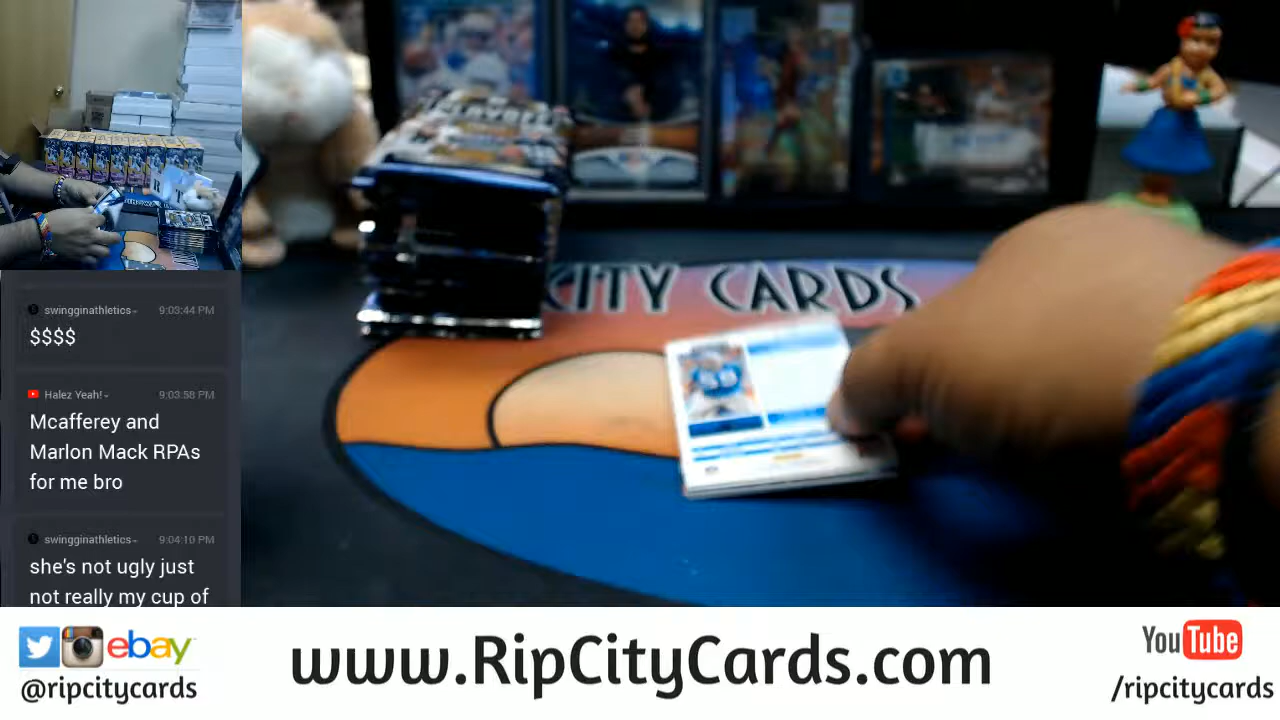 swingginathletics
9:03:44 PM
$$$$
Halez Yeah!
9:03:58 PM
Mcafferey and
Marlon Mack RPAs
for me bro
swingginathletics
9:04:10 PM
she's not ugly just
not really my cup of
CITY CARDS
ebay
@ripcitycards
www.RipCityCards.com
YouTube
/ripcitycards